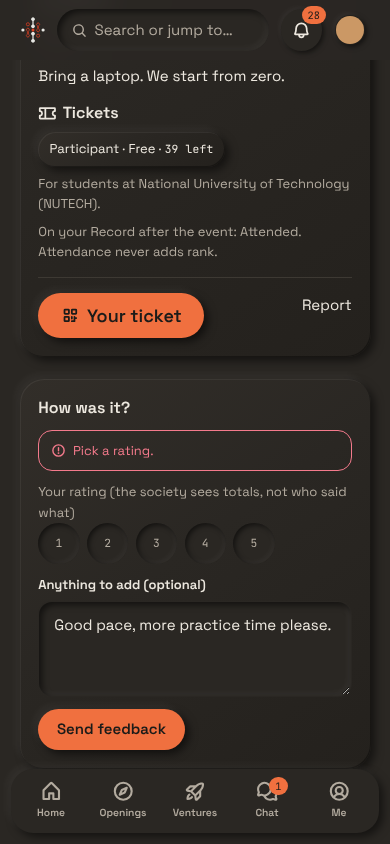 Search or jump to...
28
Bring a laptop. We start from zero.
Tickets
Participant · Free · 39 left
For students at National University of Technology
(NUTECH).
On your Record after the event: Attended.
Attendance never adds rank.
Your ticket
Report
How was it?
Pick a rating.
Your rating (the society sees totals, not who said
what)
1 2 3 4 5
Anything to add (optional)
Good pace, more practice time please.
Send feedback
1
Home Openings Ventures Chat Me